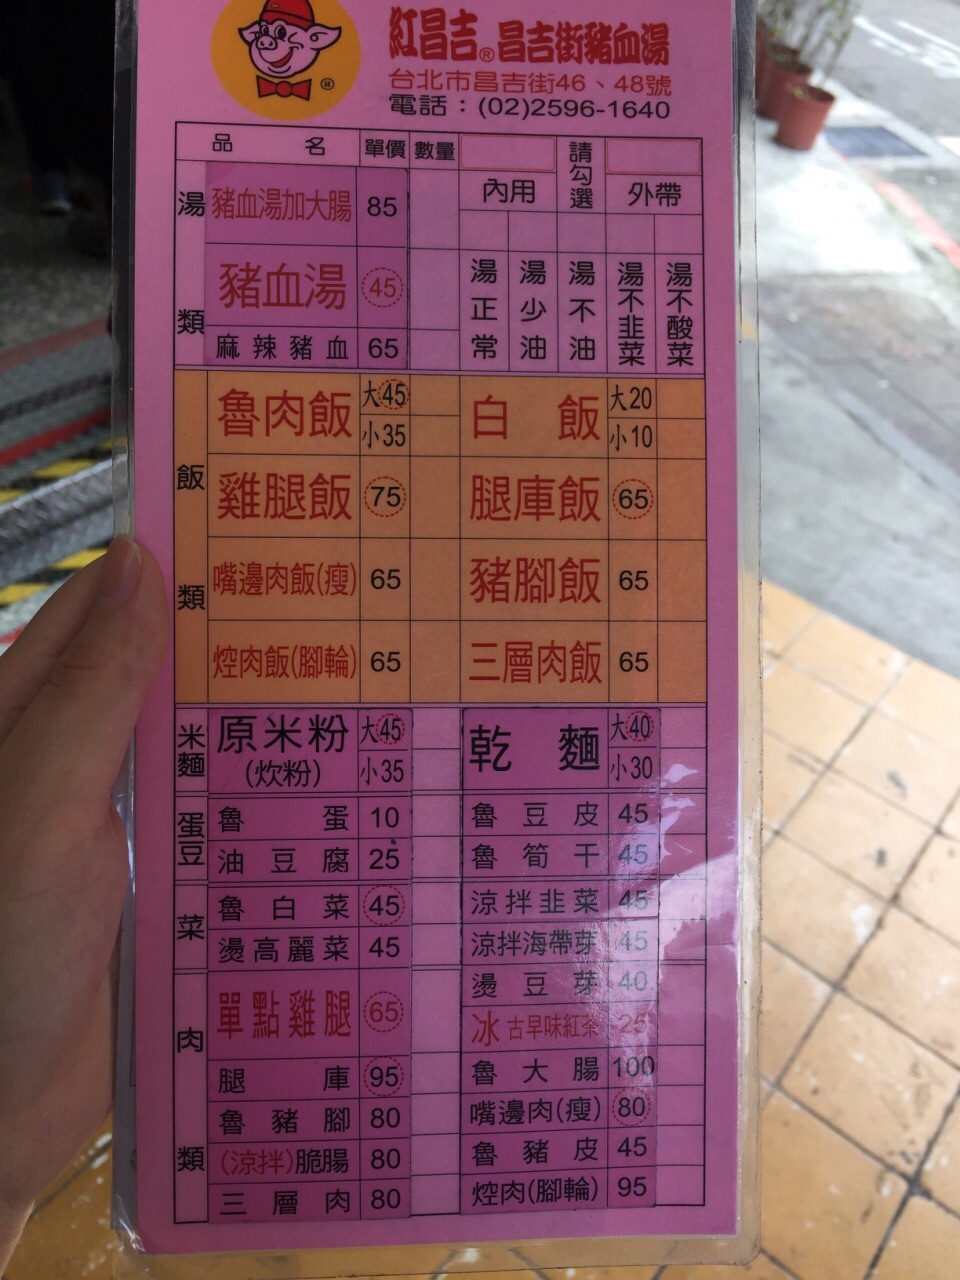 紅昌吉® 昌吉街豬血湯
台北市昌吉街46、48號
電話：(02)2596-1640
®
品名 單價 數量 請勾選
內用 外帶
湯類
豬血湯加大腸 85
豬血湯 45
麻辣豬血 65
湯正常 湯少油 湯不油 湯不韭菜 湯不酸菜
飯類
魯肉飯 大45 小35 白飯 大20 小10
雞腿飯 75 腿庫飯 65
嘴邊肉飯(瘦) 65 豬腳飯 65
焢肉飯(腳輪) 65 三層肉飯 65
米麵
原米粉(炊粉) 大45 小35 乾麵 大40 小30
蛋豆
魯蛋 10 魯豆皮 45
油豆腐 25 魯筍干 45
菜
魯白菜 45 涼拌韭菜 45
燙高麗菜 45 涼拌海帶芽 45
燙豆芽 40
肉類
單點雞腿 65 冰 古早味紅茶 25
腿庫 95 魯大腸 100
魯豬腳 80 嘴邊肉(瘦) 80
(涼拌)脆腸 80 魯豬皮 45
三層肉 80 焢肉(腳輪) 95